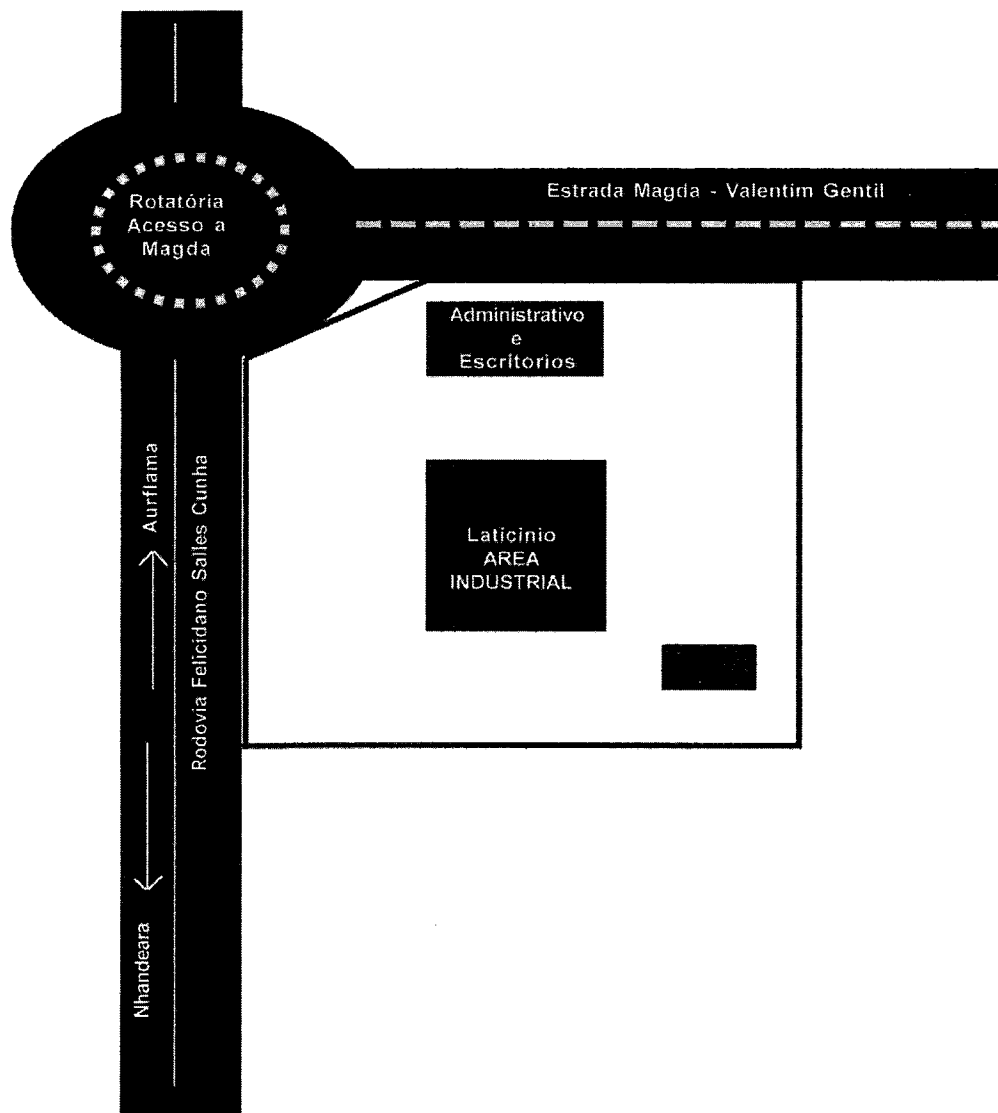 Rotatória
Acesso a
Magda
Estrada Magda - Valentim Gentil
Administrativo
e
Escritorios
Aurflama
Rodovia Felicidano Salles Cunha
Laticinio
AREA
INDUSTRIAL
Nhandeara